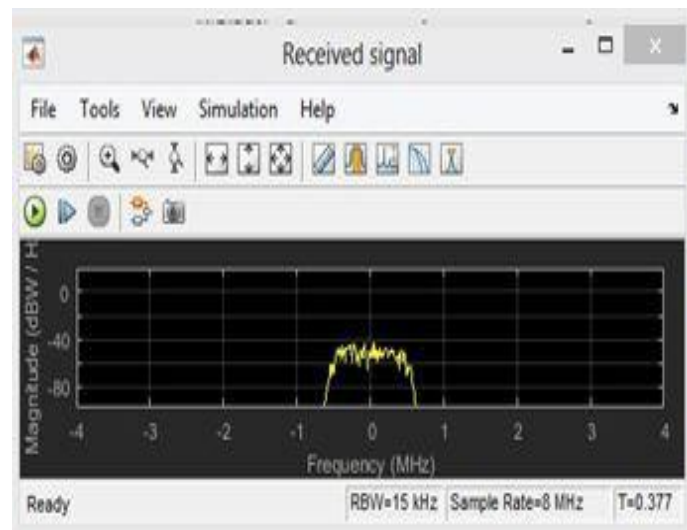 Received signal
File Tools View Simulation Help
Magnitude (dBW / H
0
-40
-80
-4 -3 -2 -1 0 1 2 3 4
Frequency (MHz)
Ready RBW=15 kHz Sample Rate=8 MHz T=0.377